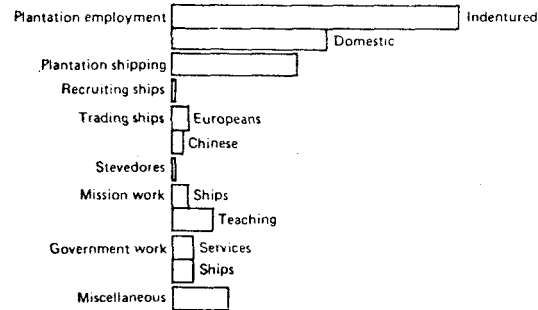 Plantation employment Indentured
Domestic
Plantation shipping
Recruiting ships
Trading ships Europeans
Chinese
Stevedores
Mission work Ships
Teaching
Government work Services
Ships
Miscellaneous